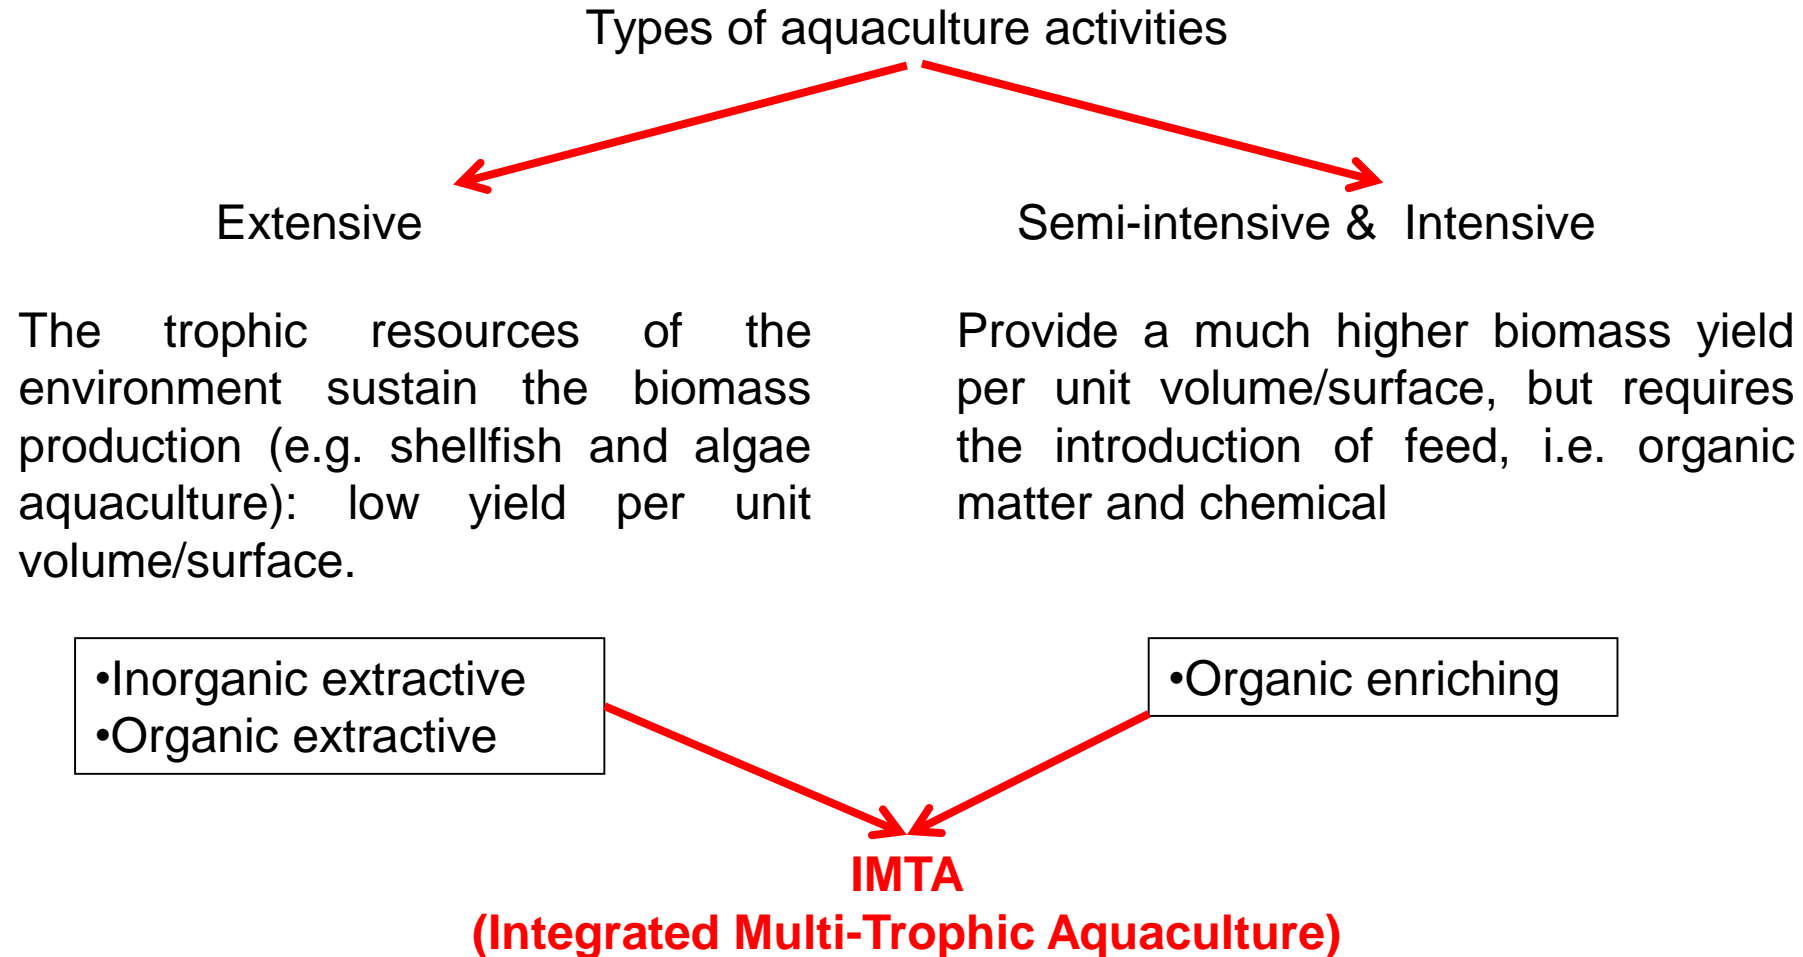 Types of aquaculture activities
Extensive
Semi-intensive & Intensive
The trophic resources of the
environment sustain the biomass
production (e.g. shellfish and algae
aquaculture): low yield per unit
volume/surface.
Provide a much higher biomass yield
per unit volume/surface, but requires
the introduction of feed, i.e. organic
matter and chemical
•Inorganic extractive
•Organic extractive
•Organic enriching
IMTA
(Integrated Multi-Trophic Aquaculture)